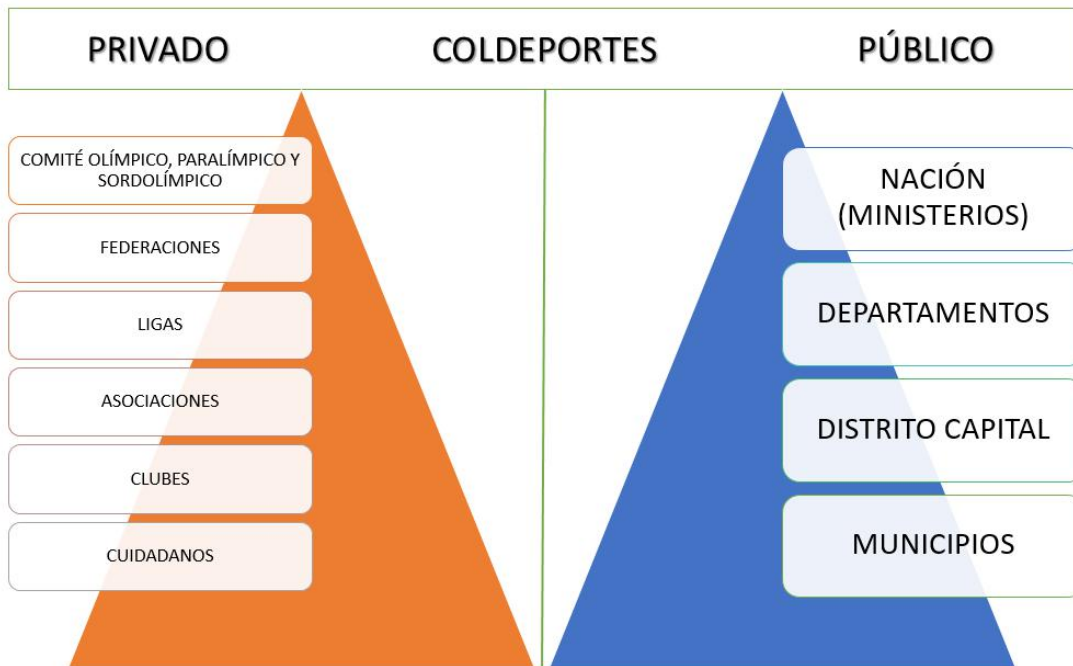 PRIVADO
COLDEPORTES
PÚBLICO
COMITÉ OLÍMPICO, PARALÍMPICO Y
SORDOLÍMPICO
FEDERACIONES
LIGAS
ASOCIACIONES
CLUBES
CUIDADANOS
NACIÓN
(MINISTERIOS)
DEPARTAMENTOS
DISTRITO CAPITAL
MUNICIPIOS